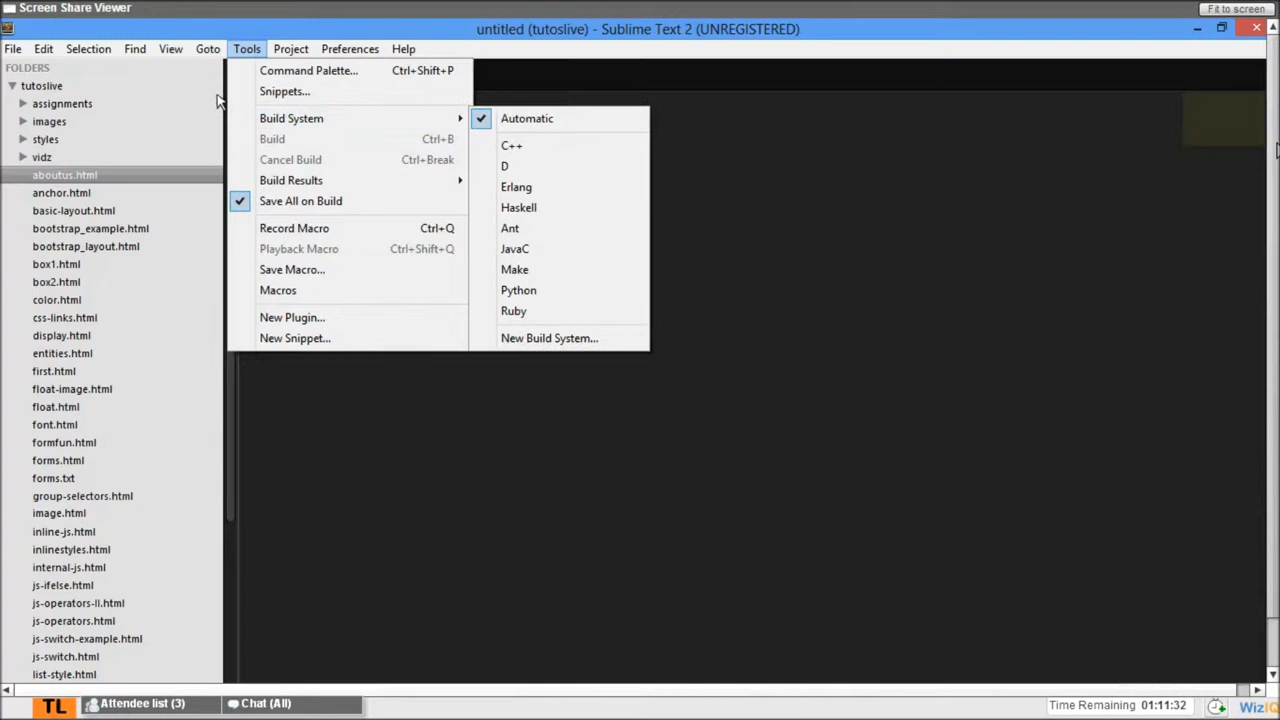 Screen Share Viewer
Fit to screen
untitled (tutoslive) - Sublime Text 2 (UNREGISTERED)
File Edit Selection Find View Goto Tools Project Preferences Help
FOLDERS
tutoslive
assignments
images
styles
vidz
aboutus.html
anchor.html
basic-layout.html
bootstrap_example.html
bootstrap_layout.html
box1.html
box2.html
color.html
css-links.html
display.html
entities.html
first.html
float-image.html
float.html
font.html
formfun.html
forms.html
forms.txt
group-selectors.html
image.html
inline-js.html
inlinestyles.html
internal-js.html
js-ifelse.html
js-operators-II.html
js-operators.html
js-switch-example.html
js-switch.html
list-style.html
Command Palette... Ctrl+Shift+P
Snippets...
Build System
Build Ctrl+B
Cancel Build Ctrl+Break
Build Results
Save All on Build
Record Macro Ctrl+Q
Playback Macro Ctrl+Shift+Q
Save Macro...
Macros
New Plugin...
New Snippet...
Automatic
C++
D
Erlang
Haskell
Ant
JavaC
Make
Python
Ruby
New Build System...
TL Attendee list (3) Chat (All) Time Remaining 01:11:32 WizIQ